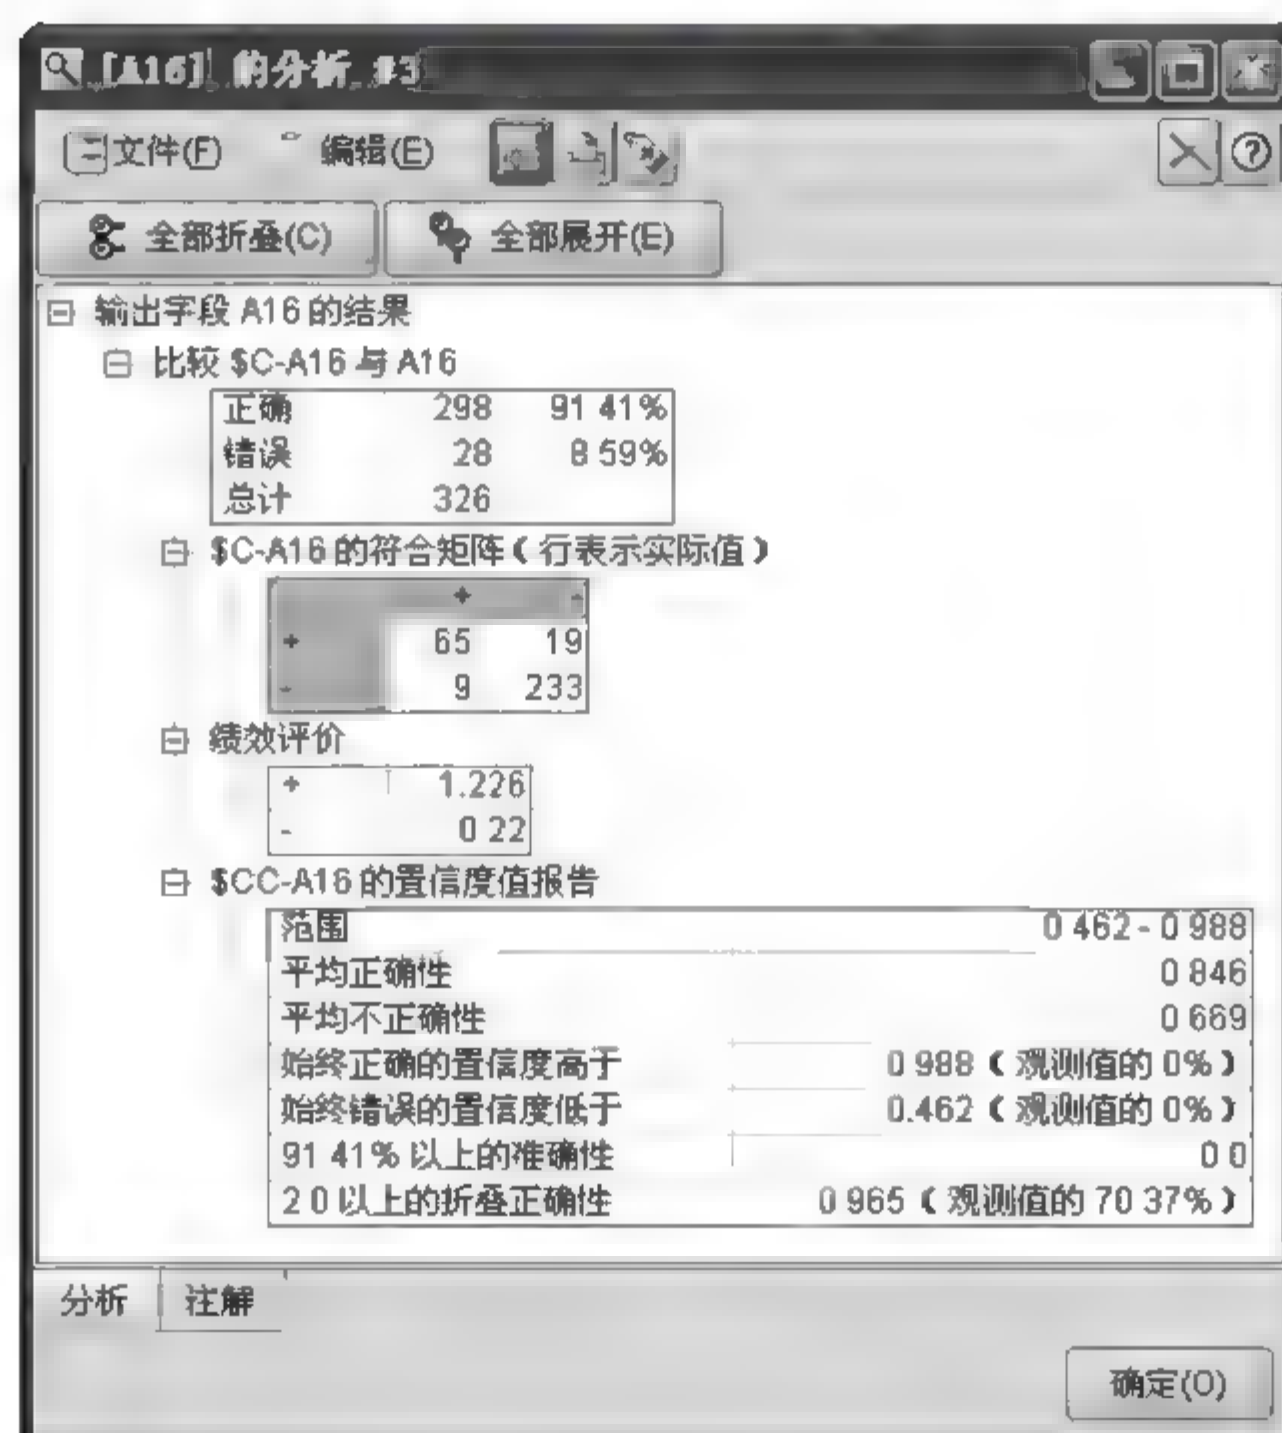 [A16] 的分析 #3
文件(F) 编辑(E)
全部折叠(C) 全部展开(E)
输出字段 A16 的结果
比较 $C-A16 与 A16
正确 298 91 41%
错误 28 8 59%
总计 326
$C-A16 的符合矩阵(行表示实际值)
+ -
+ 65 19
- 9 233
绩效评价
+ 1.226
- 0 22
$CC-A16 的置信度值报告
范围 0 462 - 0 988
平均正确性 0 846
平均不正确性 0 669
始终正确的置信度高于 0 988(观测值的 0%)
始终错误的置信度低于 0.462(观测值的 0%)
91 41% 以上的准确性 0 0
2 0 以上的折叠正确性 0 965(观测值的 70 37%)
分析 注解
确定(O)